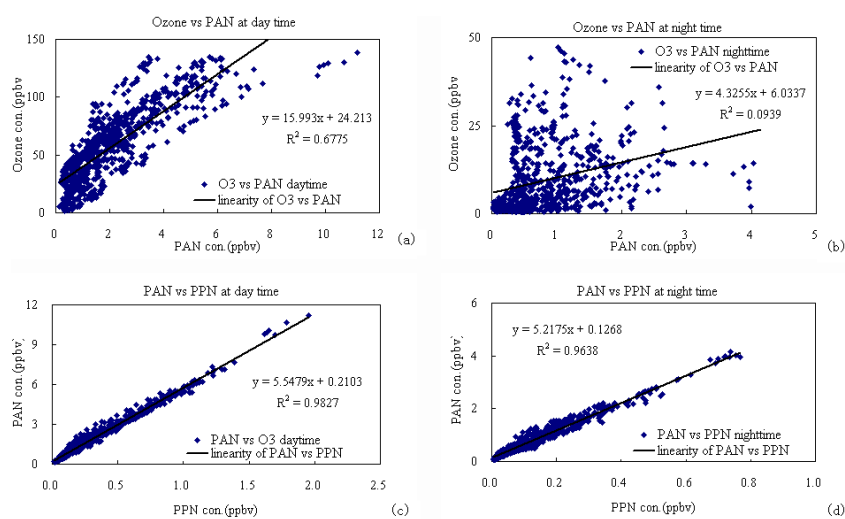 Ozone vs PAN at day time
150
100
50
0
Ozone con.(ppbv
y = 15.993x + 24.213
R² = 0.6775
O3 vs PAN daytime
linearity of O3 vs PAN
0 2 4 6 8 10 12
PAN con.(ppbv)
(a)
Ozone vs PAN at night time
50
25
0
Ozone con.(ppbv
O3 vs PAN nighttime
linearity of O3 vs PAN
y = 4.3255x + 6.0337
R² = 0.0939
0 1 2 3 4 5
PAN con.(ppbv)
(b)
PAN vs PPN at day time
12
9
6
3
0
PAN con.(ppbv)
y = 5.5479x + 0.2103
R² = 0.9827
PAN vs O3 daytime
linearity of PAN vs PPN
0.0 0.5 1.0 1.5 2.0 2.5
PPN con.(ppbv)
(c)
PAN vs PPN at night time
6
4
2
0
PAN con.(ppbv)
y = 5.2175x + 0.1268
R² = 0.9638
PAN vs PPN nighttime
linearity of PAN vs PPN
0.0 0.2 0.4 0.6 0.8 1.0
PPN con.(ppbv)
(d)